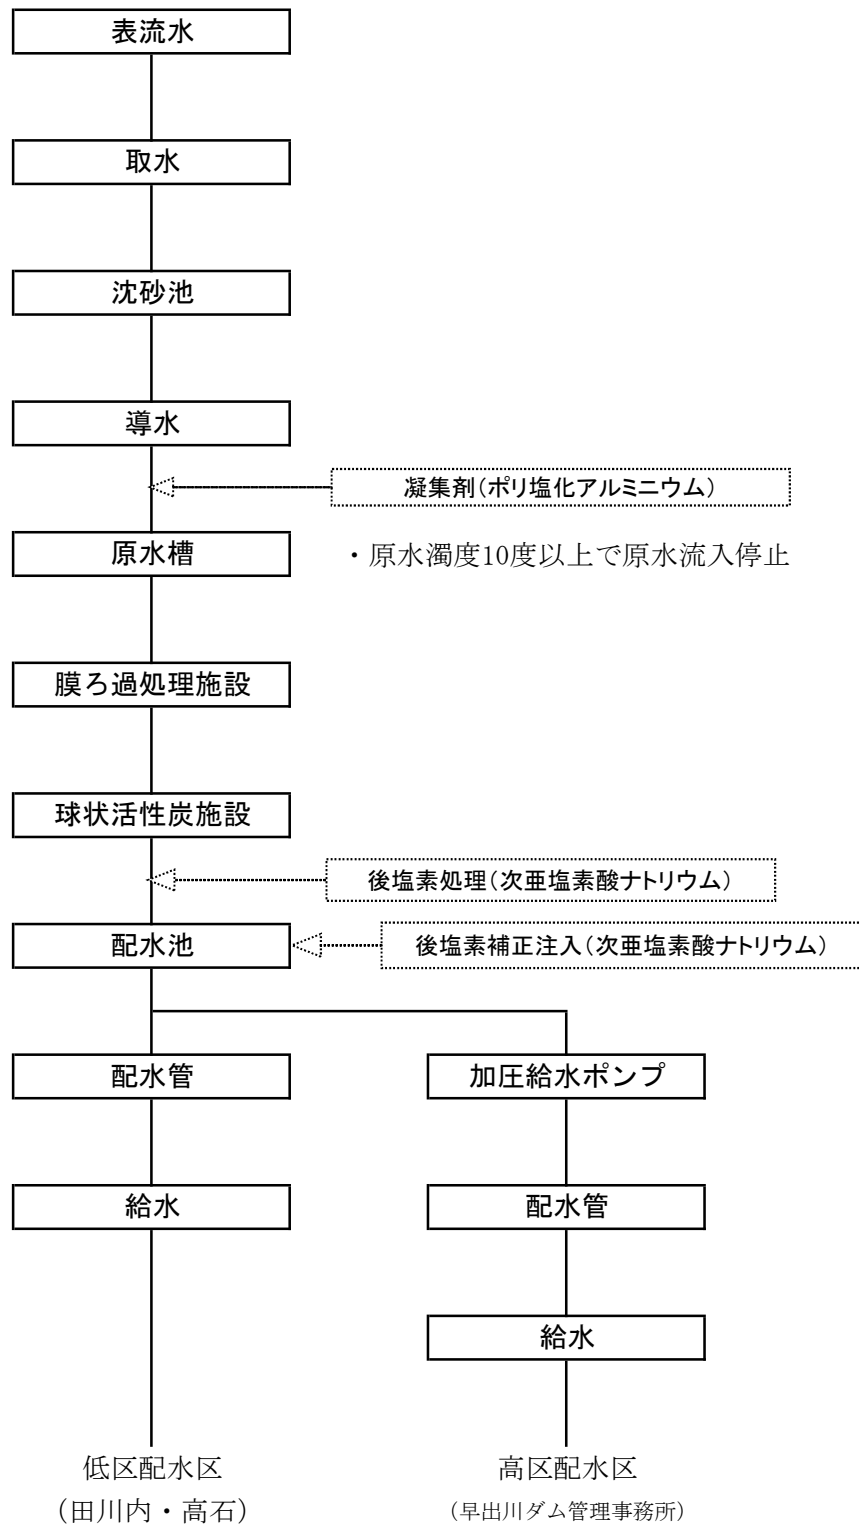 表流水
取水
沈砂池
導水
凝集剤(ポリ塩化アルミニウム)
原水槽
・原水濁度10度以上で原水流入停止
膜ろ過処理施設
球状活性炭施設
後塩素処理(次亜塩素酸ナトリウム)
配水池
後塩素補正注入(次亜塩素酸ナトリウム)
配水管
加圧給水ポンプ
給水
配水管
給水
低区配水区
(田川内・高石)
高区配水区
(早出川ダム管理事務所)